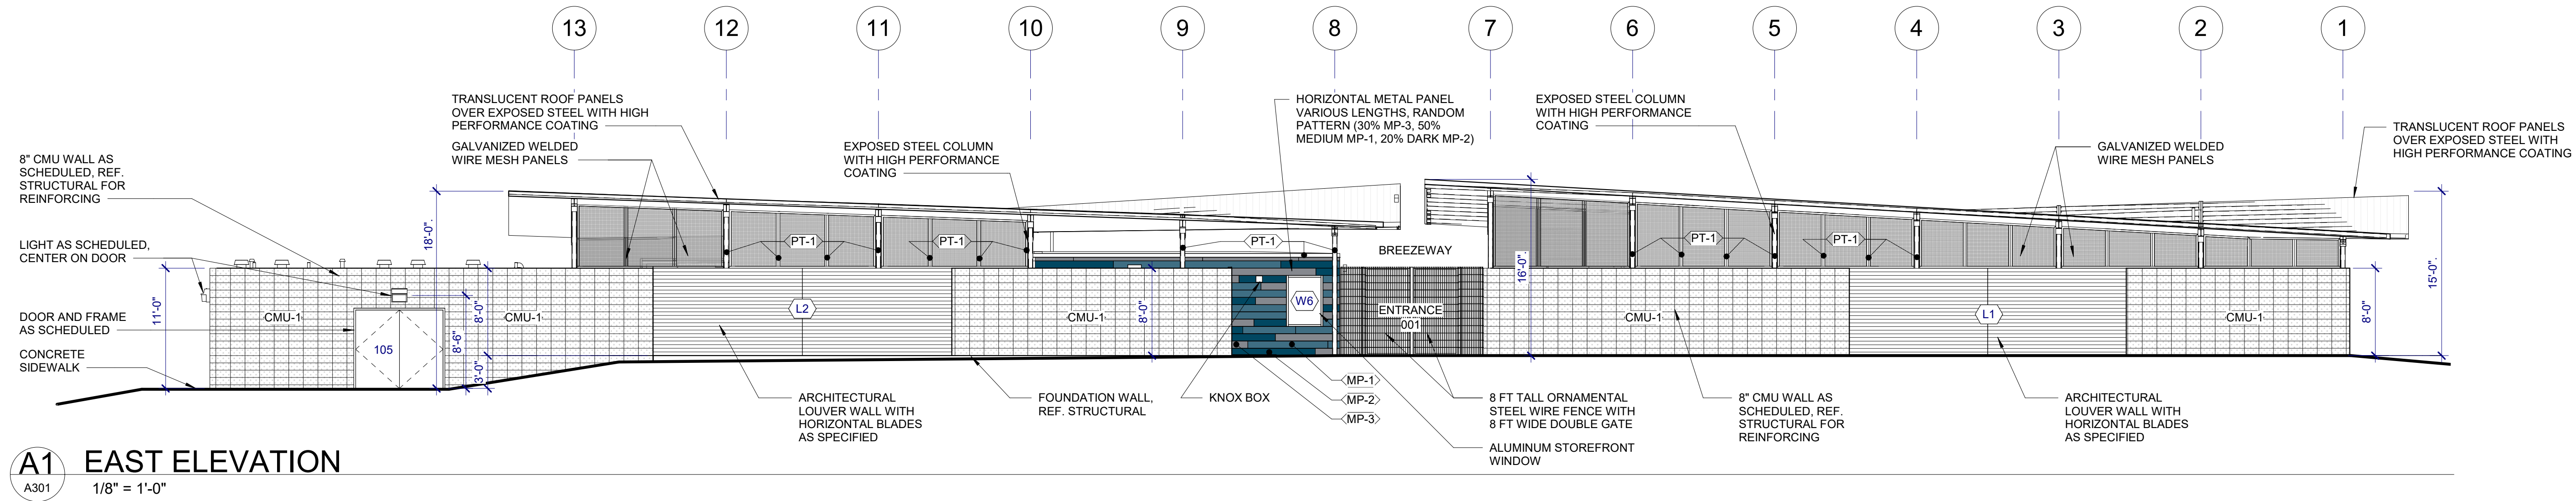 13
12
11
10
9
8
7
6
5
4
3
2
1
TRANSLUCENT ROOF PANELS
OVER EXPOSED STEEL WITH HIGH
PERFORMANCE COATING
GALVANIZED WELDED
WIRE MESH PANELS
EXPOSED STEEL COLUMN
WITH HIGH PERFORMANCE
COATING
HORIZONTAL METAL PANEL
VARIOUS LENGTHS, RANDOM
PATTERN (30% MP-3, 50%
MEDIUM MP-1, 20% DARK MP-2)
EXPOSED STEEL COLUMN
WITH HIGH PERFORMANCE
COATING
GALVANIZED WELDED
WIRE MESH PANELS
TRANSLUCENT ROOF PANELS
OVER EXPOSED STEEL WITH
HIGH PERFORMANCE COATING
8" CMU WALL AS
SCHEDULED, REF.
STRUCTURAL FOR
REINFORCING
LIGHT AS SCHEDULED,
CENTER ON DOOR
DOOR AND FRAME
AS SCHEDULED
CONCRETE
SIDEWALK
11'-0"
18'-0".
8'-0"
8'-6"
3'-0"
8'-0"
16'-0".
8'-0"
15'-0".
PT-1
PT-1
PT-1
PT-1
PT-1
BREEZEWAY
CMU-1
105
CMU-1
L2
CMU-1
W6
ENTRANCE
001
CMU-1
L1
CMU-1
MP-1
MP-2
MP-3
ARCHITECTURAL
LOUVER WALL WITH
HORIZONTAL BLADES
AS SPECIFIED
FOUNDATION WALL,
REF. STRUCTURAL
KNOX BOX
8 FT TALL ORNAMENTAL
STEEL WIRE FENCE WITH
8 FT WIDE DOUBLE GATE
ALUMINUM STOREFRONT
WINDOW
8" CMU WALL AS
SCHEDULED, REF.
STRUCTURAL FOR
REINFORCING
ARCHITECTURAL
LOUVER WALL WITH
HORIZONTAL BLADES
AS SPECIFIED
A1
A301
EAST ELEVATION
1/8" = 1'-0"